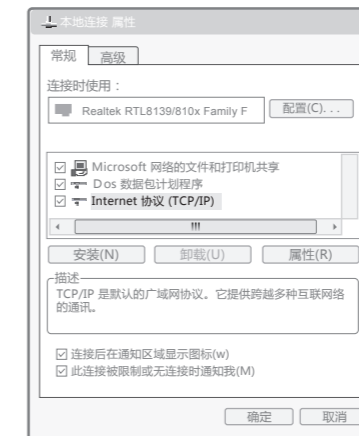 本地连接 属性
常规 高级
连接时使用：
Realtek RTL8139/810x Family F 配置(C). . .
Microsoft 网络的文件和打印机共享
Dos 数据包计划程序
Internet 协议 (TCP/IP)
安装(N) 卸载(U) 属性(R)
描述
TCP/IP 是默认的广域网协议。它提供跨越多种互联网络
的通讯。
连接后在通知区域显示图标(w)
此连接被限制或无连接时通知我(M)
确定 取消